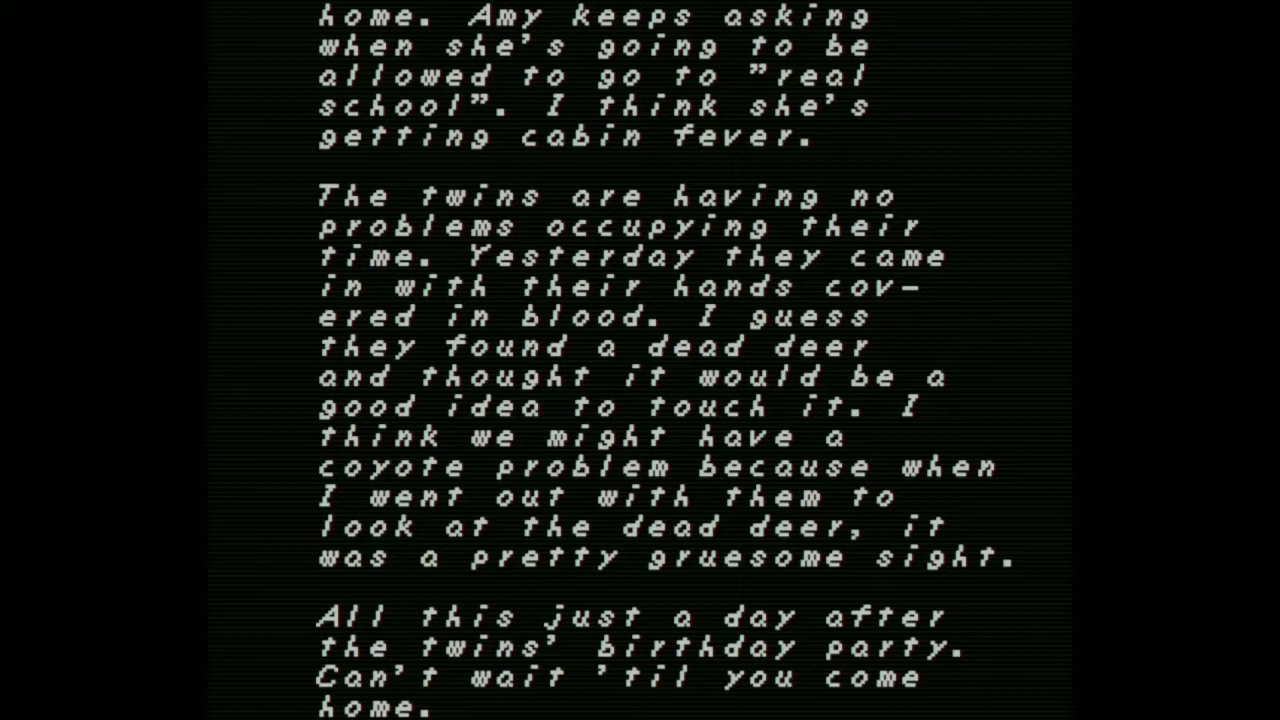 home. Amy keeps asking
when she's going to be
allowed to go to "real
school". I think she's
getting cabin fever.
The twins are having no
problems occupying their
time. Yesterday they came
in with their hands cov-
ered in blood. I guess
they found a dead deer
and thought it would be a
good idea to touch it. I
think we might have a
coyote problem because when
I went out with them to
look at the dead deer, it
was a pretty gruesome sight.
All this just a day after
the twins' birthday party.
Can't wait 'til you come
home.